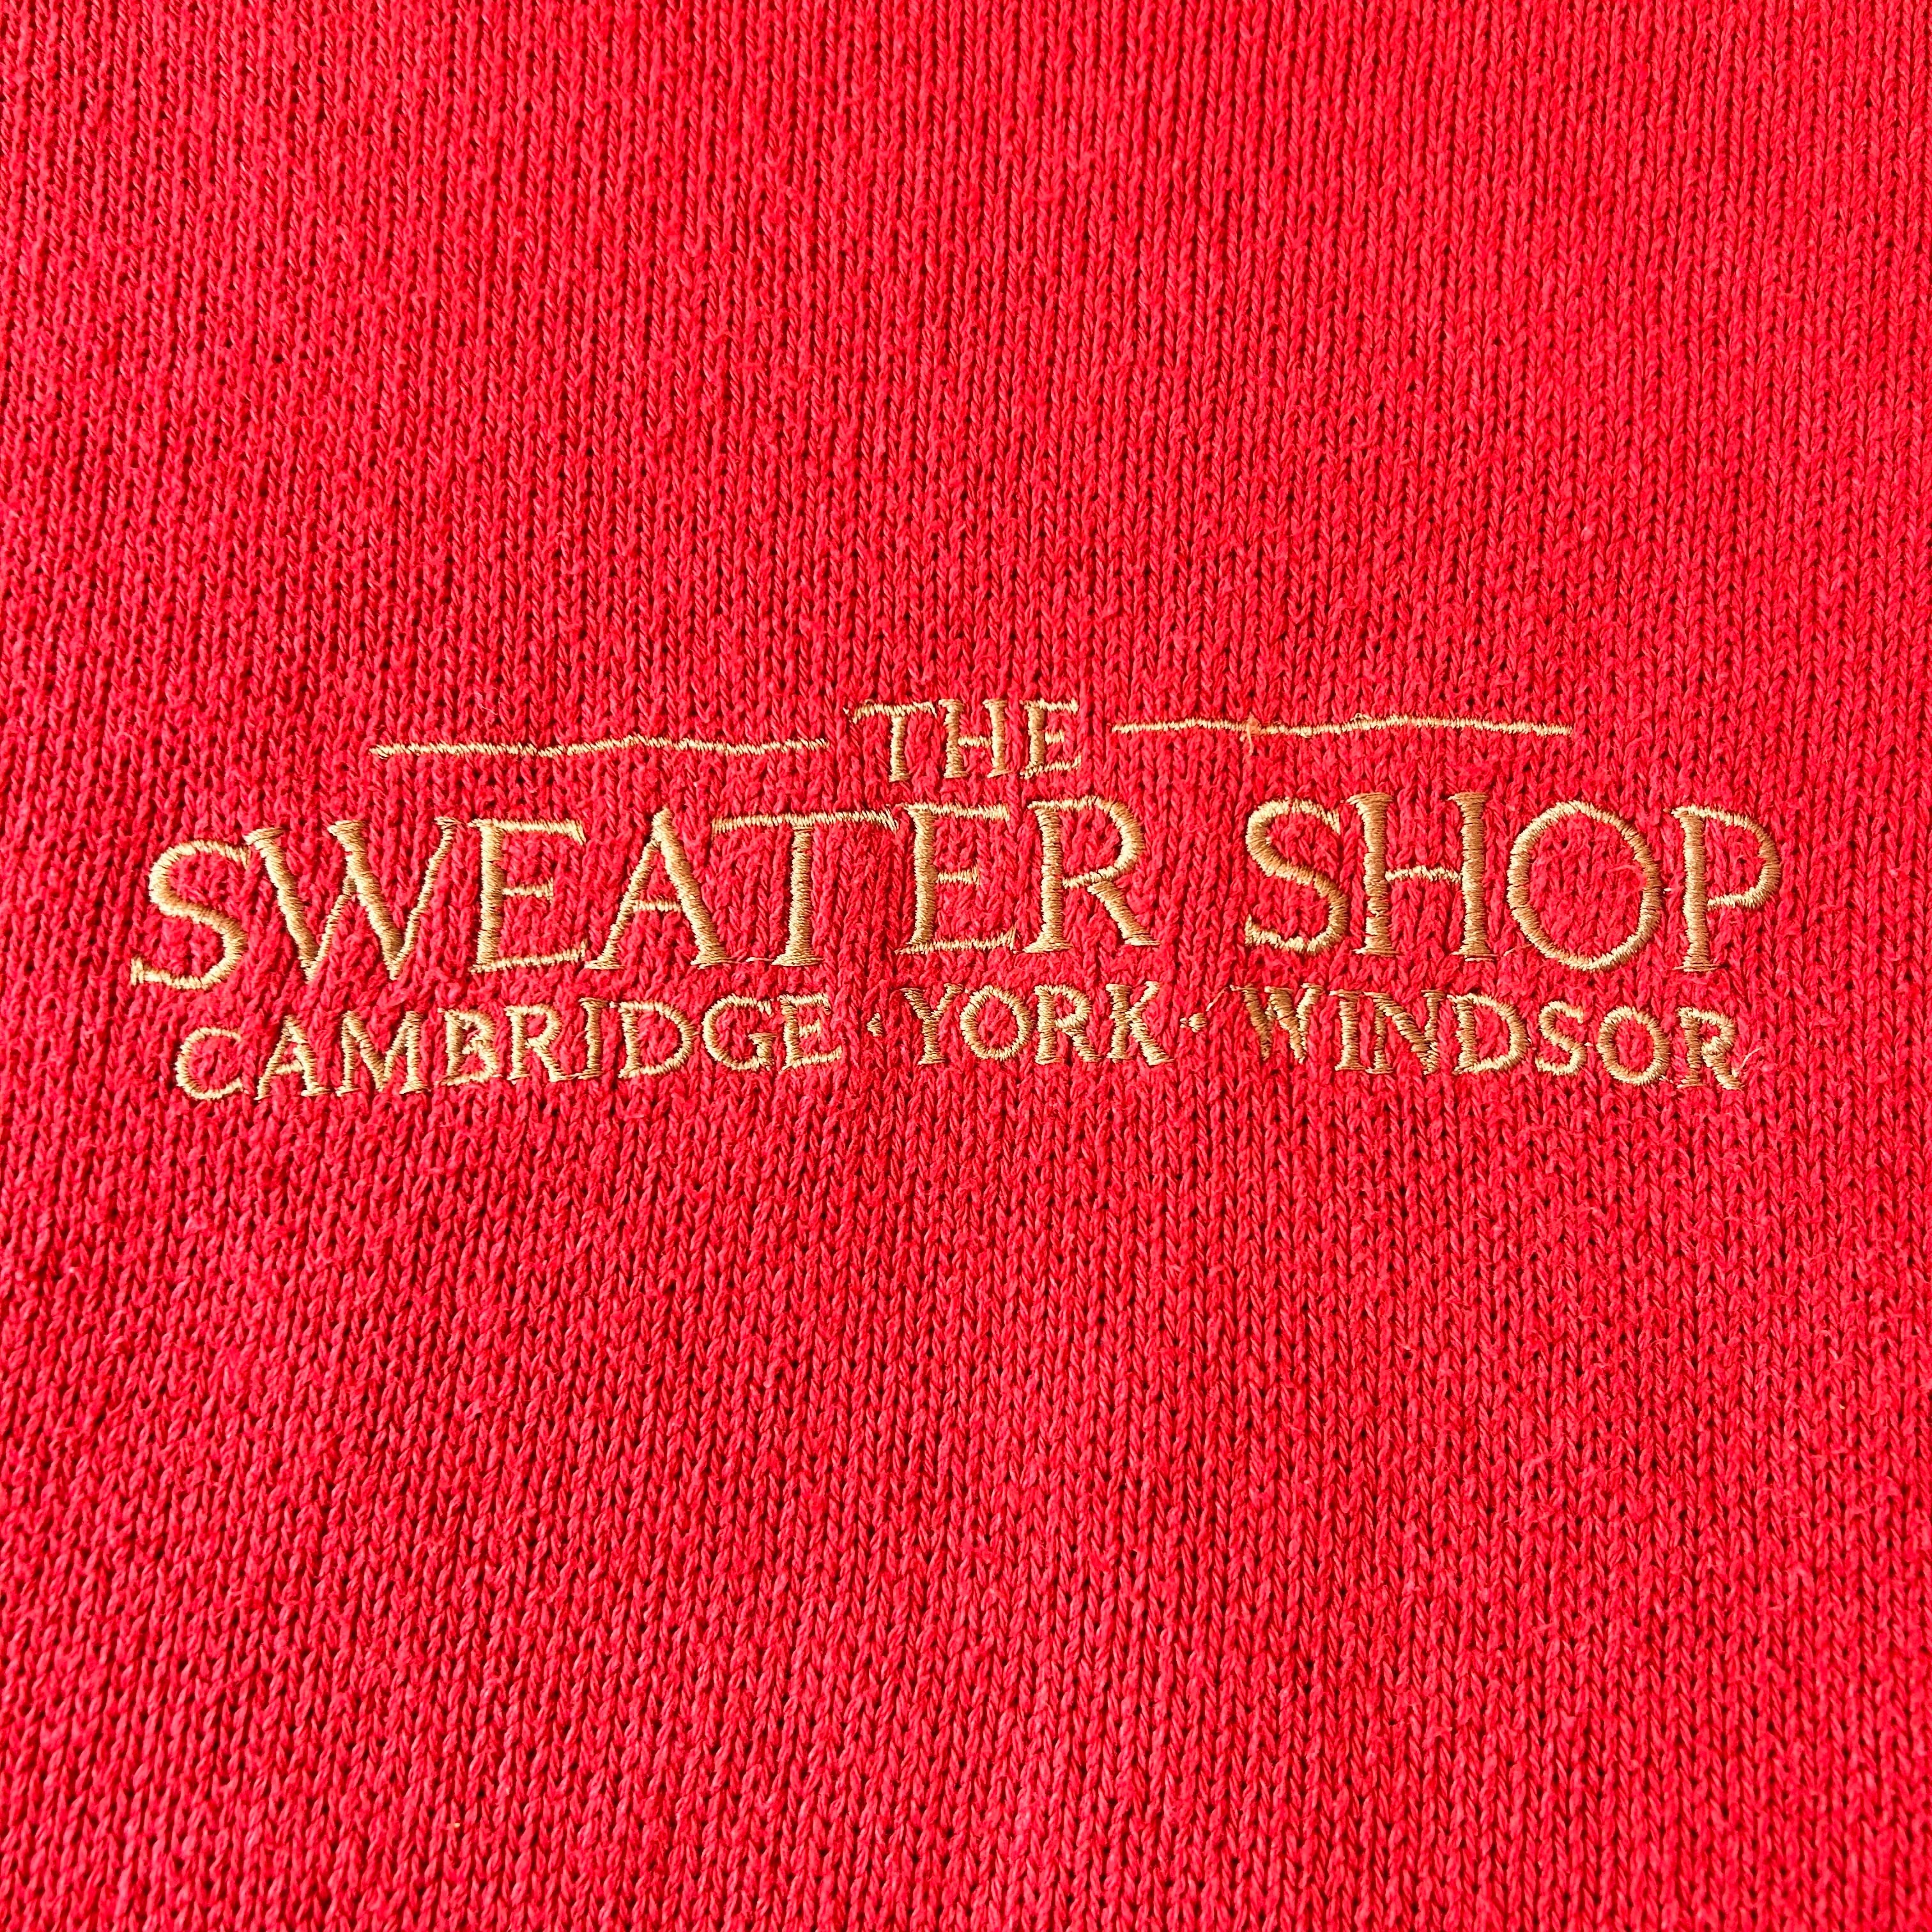 THE
SWEATER SHOP
CAMBRIDGE · YORK · WINDSOR